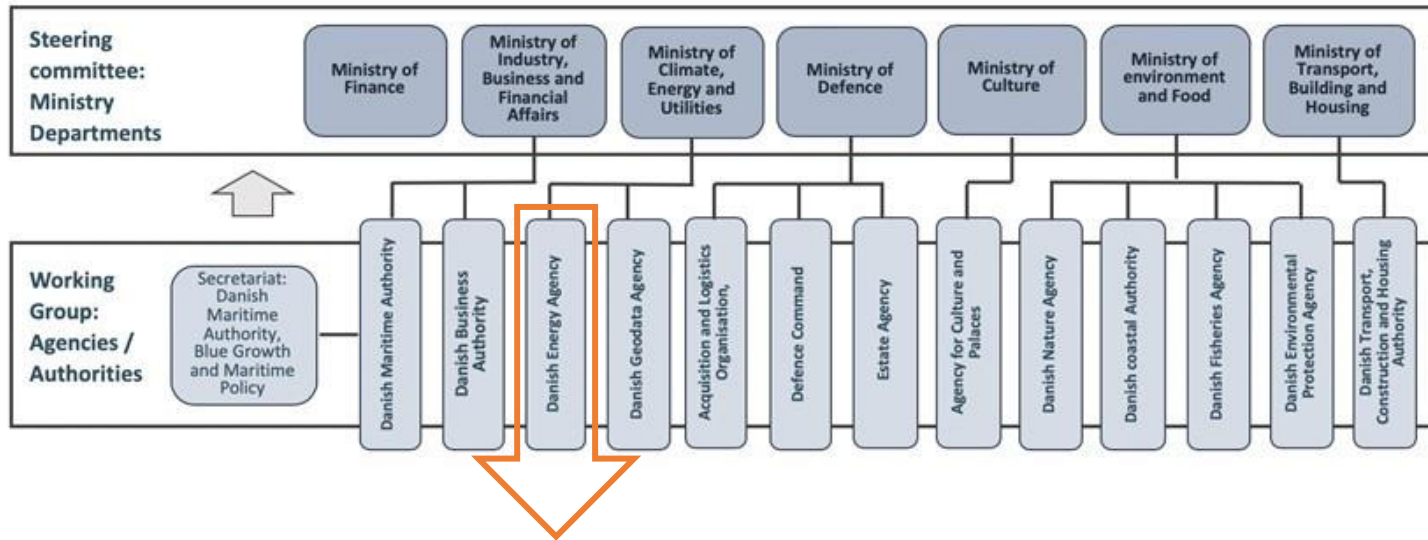 Steering
committee:
Ministry
Departments
Ministry of
Finance
Ministry of
Industry,
Business and
Financial
Affairs
Ministry of
Climate,
Energy and
Utilities
Ministry of
Defence
Ministry of
Culture
Ministry of
environment
and Food
Ministry of
Transport,
Building and
Housing
Working
Group:
Agencies /
Authorities
Secretariat:
Danish
Maritime
Authority,
Blue Growth
and Maritime
Policy
Danish Maritime Authority
Danish Business
Authority
Danish Energy Agency
Danish Geodata Agency
Acquisition and Logistics
Organisation,
Defence Command
Estate Agency
Agency for Culture and
Palaces
Danish Nature Agency
Danish coastal Authority
Danish Fisheries Agency
Danish Environmental
Protection Agency
Danish Transport,
Construction and Housing
Authority